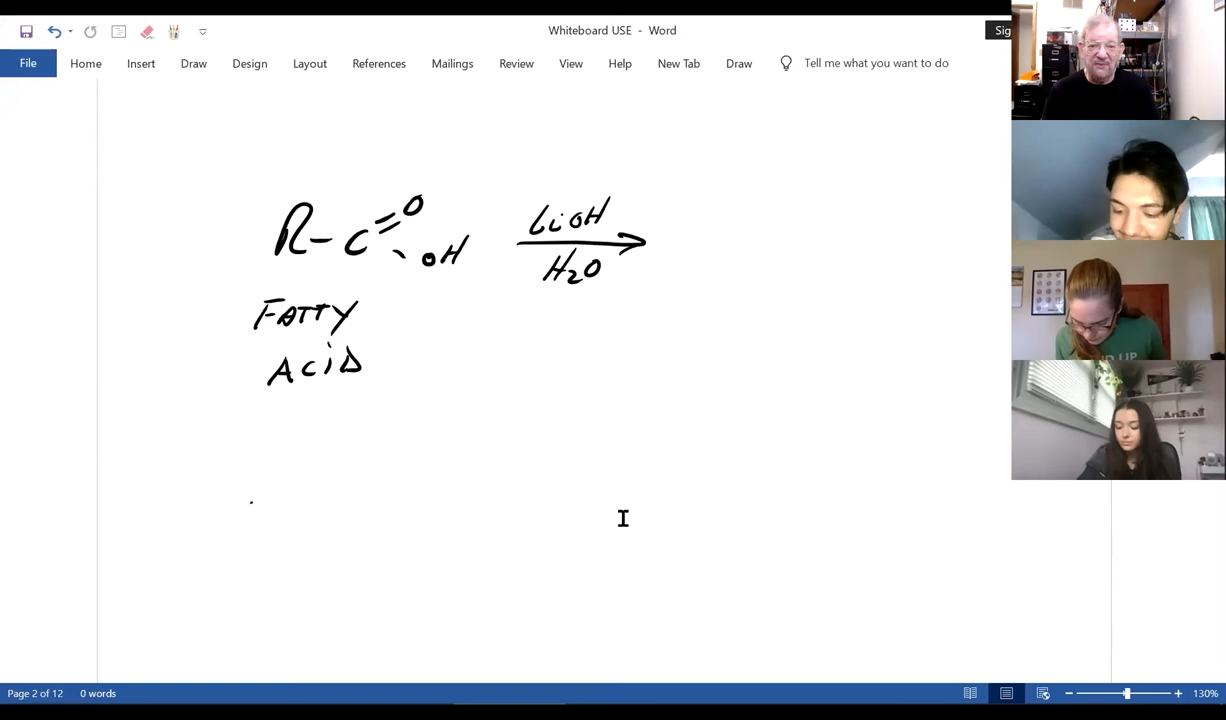 Whiteboard USE - Word
Sig
File Home Insert Draw Design Layout References Mailings Review View Help New Tab Draw Tell me what you want to do
R-C=O
-OH
LiOH
H2O
FATTY
ACID
Page 2 of 12 0 words
130%